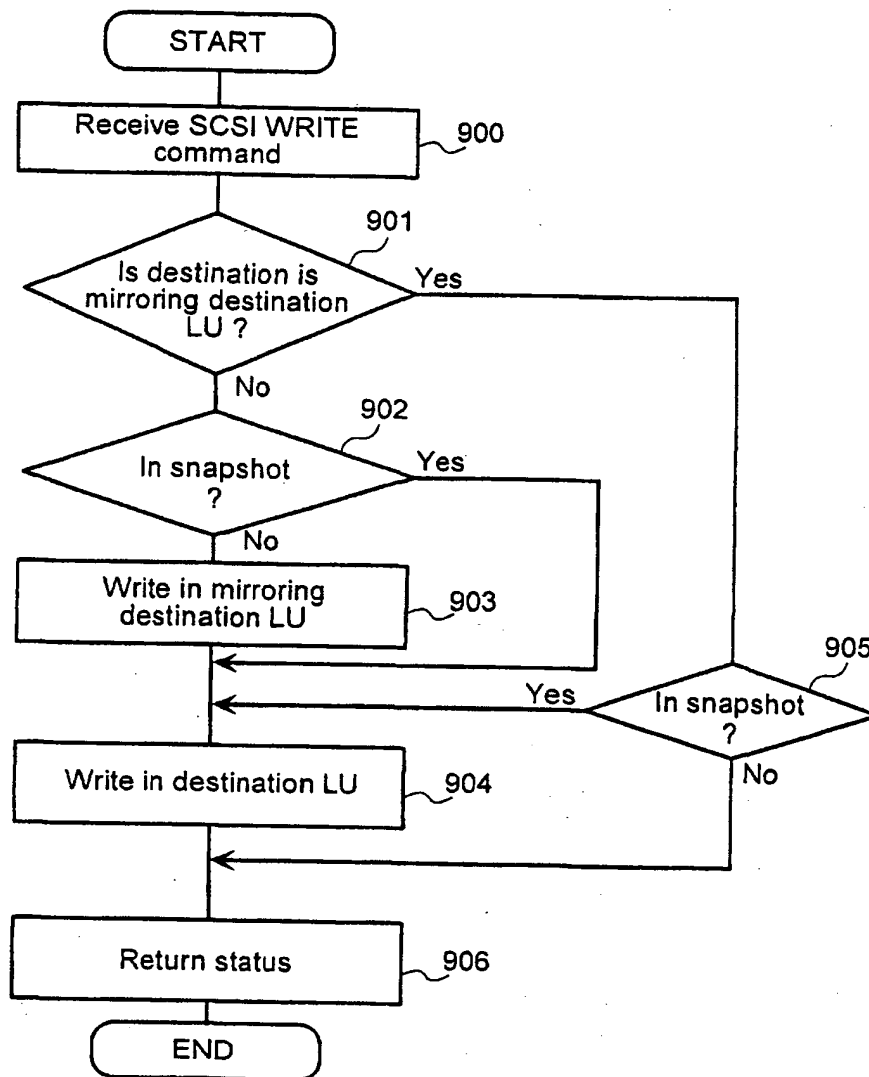 START
Receive SCSI WRITE
command
900
901
Is destination is
mirroring destination
LU ?
Yes
No
902
In snapshot
?
Yes
No
Write in mirroring
destination LU
903
905
Yes
In snapshot
?
No
Write in destination LU
904
Return status
906
END